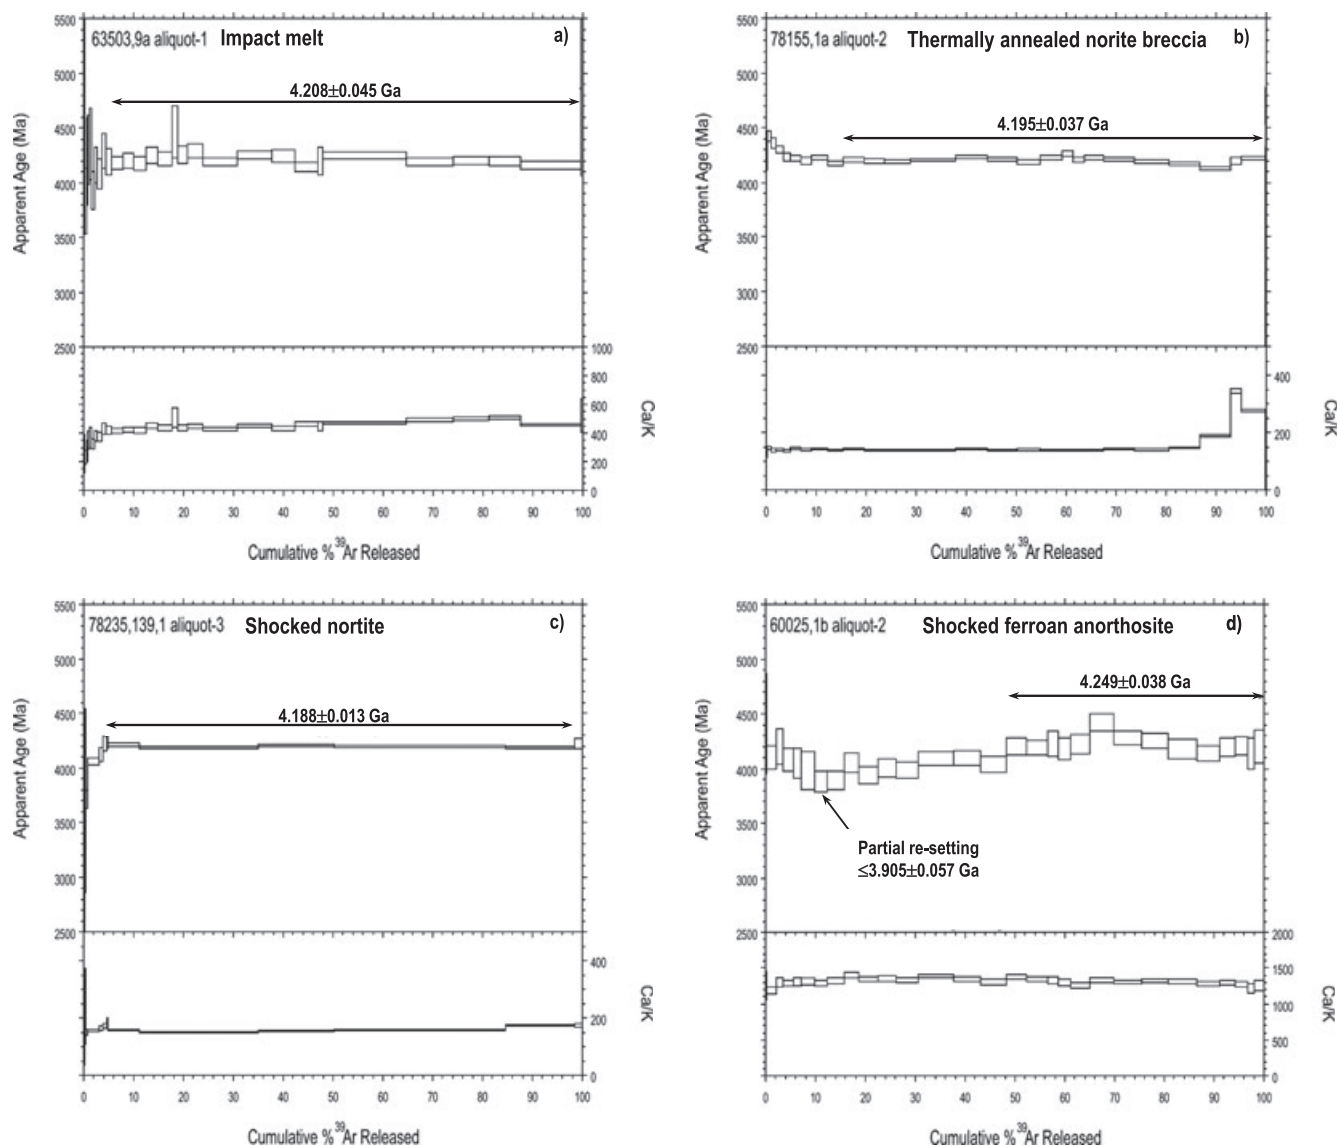 63503,9a aliquot-1 Impact melt a)
4.208±0.045 Ga
Apparent Age (Ma)
5500
5000
4500
4000
3500
3000
2500
1000
800
600
400
200
0
Ca/K
0 10 20 30 40 50 60 70 80 90 100
Cumulative % 39Ar Released
78155,1a aliquot-2 Thermally annealed norite breccia b)
4.195±0.037 Ga
Apparent Age (Ma)
5500
5000
4500
4000
3500
3000
2500
400
200
0
Ca/K
0 10 20 30 40 50 60 70 80 90 100
Cumulative % 39Ar Released
78235,139,1 aliquot-3 Shocked nortite c)
4.188±0.013 Ga
Apparent Age (Ma)
5500
5000
4500
4000
3500
3000
2500
400
200
0
Ca/K
0 10 20 30 40 50 60 70 80 90 100
Cumulative % 39Ar Released
60025,1b aliquot-2 Shocked ferroan anorthosite d)
4.249±0.038 Ga
Partial re-setting
≤3.905±0.057 Ga
Apparent Age (Ma)
5500
5000
4500
4000
3500
3000
2500
2000
1500
1000
500
0
Ca/K
0 10 20 30 40 50 60 70 80 90 100
Cumulative % 39Ar Released